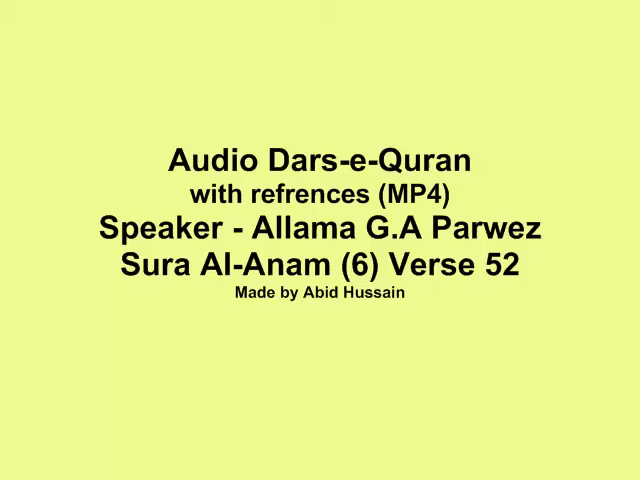 Audio Dars-e-Quran
with refrences (MP4)
Speaker - Allama G.A Parwez
Sura Al-Anam (6) Verse 52
Made by Abid Hussain